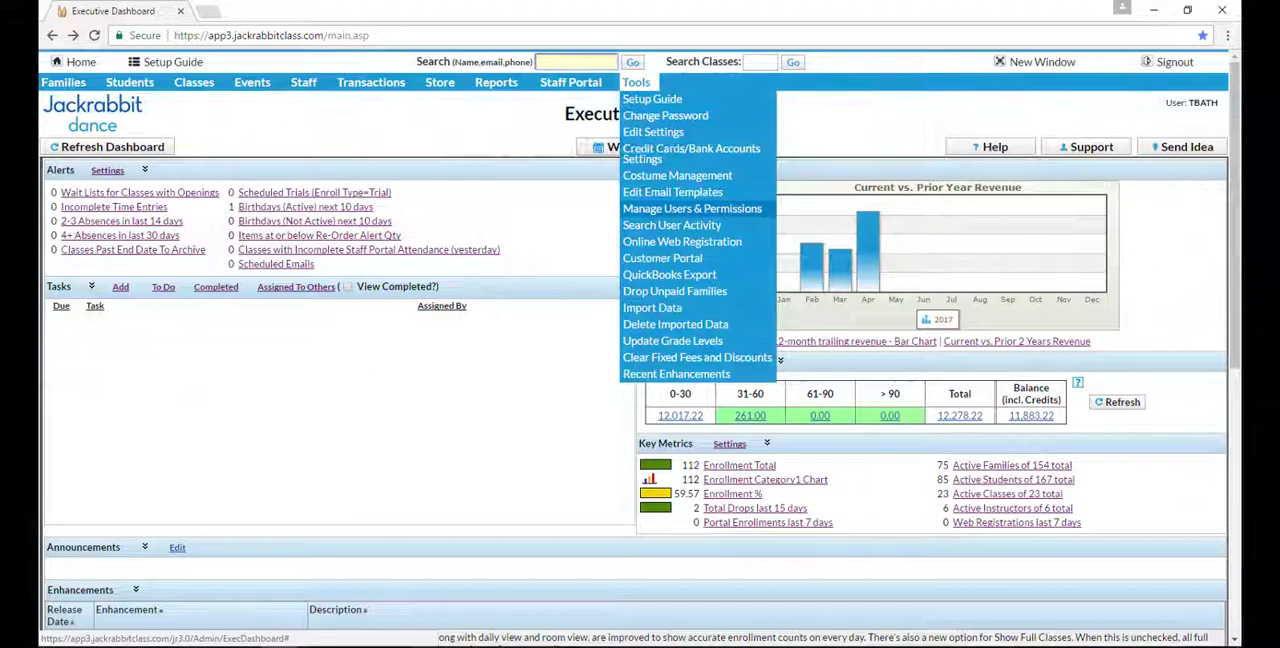 Executive Dashboard
Secure https://app3.jackrabbitclass.com/main.asp
Home Setup Guide Search (Name,email,phone) Go Search Classes: Go New Window Signout
Families Students Classes Events Staff Transactions Store Reports Staff Portal Tools
Jackrabbit
dance
User: TBATH
Refresh Dashboard
? Help
Support
Send Idea
Setup Guide
Change Password
Edit Settings
Credit Cards/Bank Accounts
Settings
Costume Management
Edit Email Templates
Manage Users & Permissions
Search User Activity
Online Web Registration
Customer Portal
QuickBooks Export
Drop Unpaid Families
Import Data
Delete Imported Data
Update Grade Levels
Clear Fixed Fees and Discounts
Recent Enhancements
Alerts Settings
0 Wait Lists for Classes with Openings 0 Scheduled Trials (Enroll Type=Trial)
0 Incomplete Time Entries 1 Birthdays (Active) next 10 days
0 2-3 Absences in last 14 days 0 Birthdays (Not Active) next 10 days
0 4+ Absences in last 30 days 0 Items at or below Re-Order Alert Qty
0 Classes Past End Date To Archive 0 Classes with Incomplete Staff Portal Attendance (yesterday)
0 Scheduled Emails
Tasks Add To Do Completed Assigned To Others ( View Completed?)
Due Task Assigned By
Current vs. Prior Year Revenue
Jan Feb Mar Apr May Jun Jul Aug Sep Oct Nov Dec
2017
2-month trailing revenue - Bar Chart | Current vs. Prior 2 Years Revenue
0-30 31-60 61-90 > 90 Total Balance
(incl. Credits)
?
Refresh
12,017.22 261.00 0.00 0.00 12,278.22 11,883.22
Key Metrics Settings
112 Enrollment Total 75 Active Families of 154 total
112 Enrollment Category1 Chart 85 Active Students of 167 total
59.57 Enrollment % 23 Active Classes of 23 total
2 Total Drops last 15 days 6 Active Instructors of 6 total
0 Portal Enrollments last 7 days 0 Web Registrations last 7 days
Announcements Edit
Enhancements
Release
Date Enhancement Description
https://app3.jackrabbitclass.com/jr3.0/Admin/ExecDashboard#
ong with daily view and room view, are improved to show accurate enrollment counts on every day. There's also a new option for Show Full Classes. When this is unchecked, all full